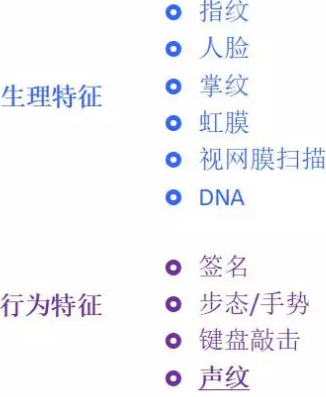 生理特征
指纹
人脸
掌纹
虹膜
视网膜扫描
DNA
行为特征
签名
步态/手势
键盘敲击
声纹